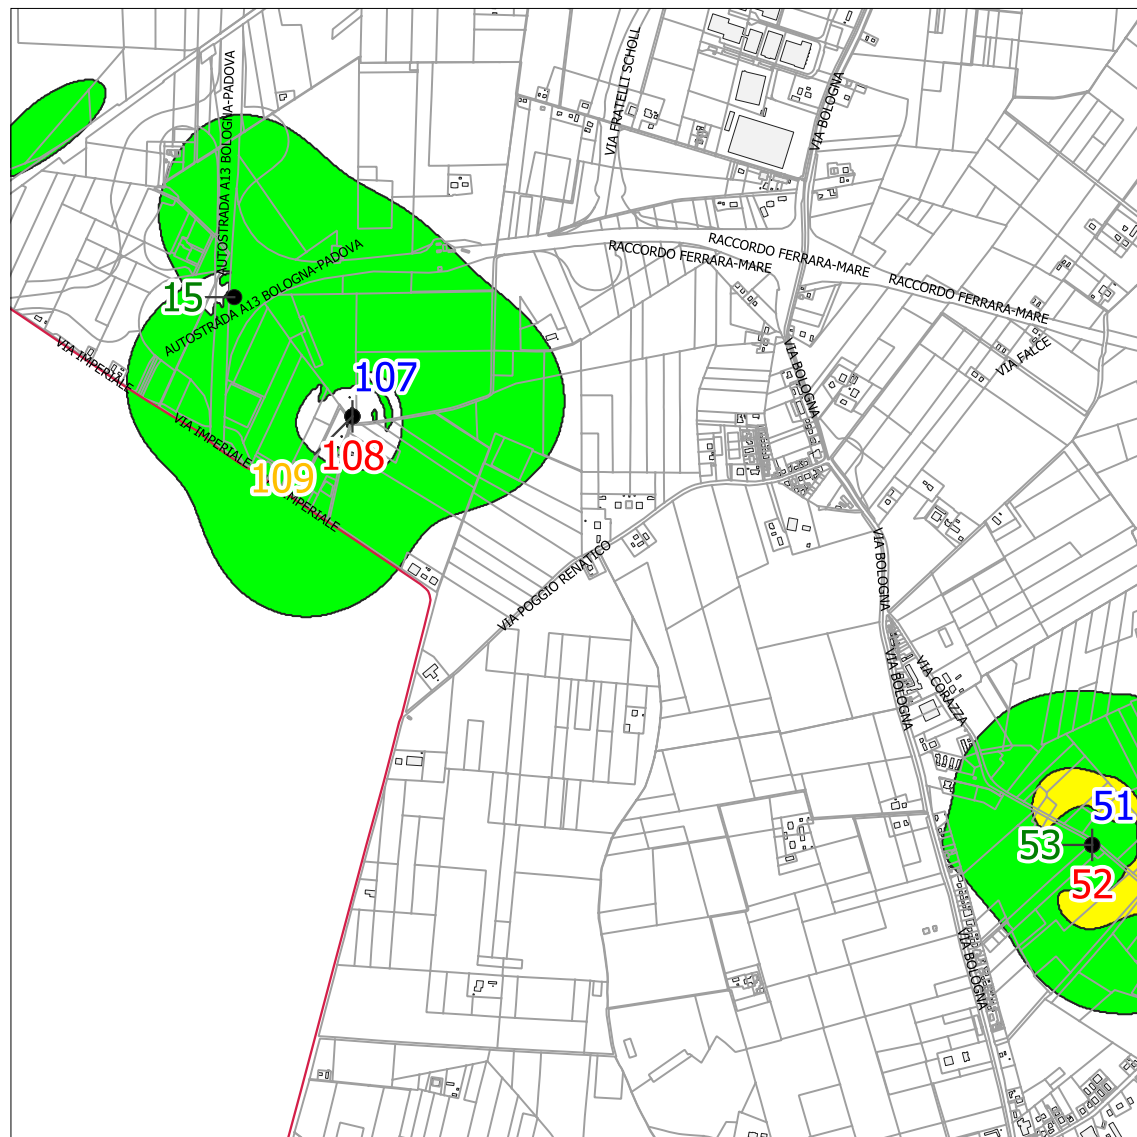 AUTOSTRADA A13 BOLOGNA-PADOVA
VIA FRATELLI SCHOLL
VIA BOLOGNA
RACCORDO FERRARA-MARE
RACCORDO FERRARA-MARE
RACCORDO FERRARA-MARE
AUTOSTRADA A13 BOLOGNA-PADOVA
15
VIA IMPERIALE
VIA FALCE
VIA BOLOGNA
107
VIA IMPERIALE
108
109
IMPERIALE
VIA POGGIO RENATICO
VIA BOLOGNA
VIA BOLOGNA
VIA CORAZZA
51
53
52
VIA BOLOGNA